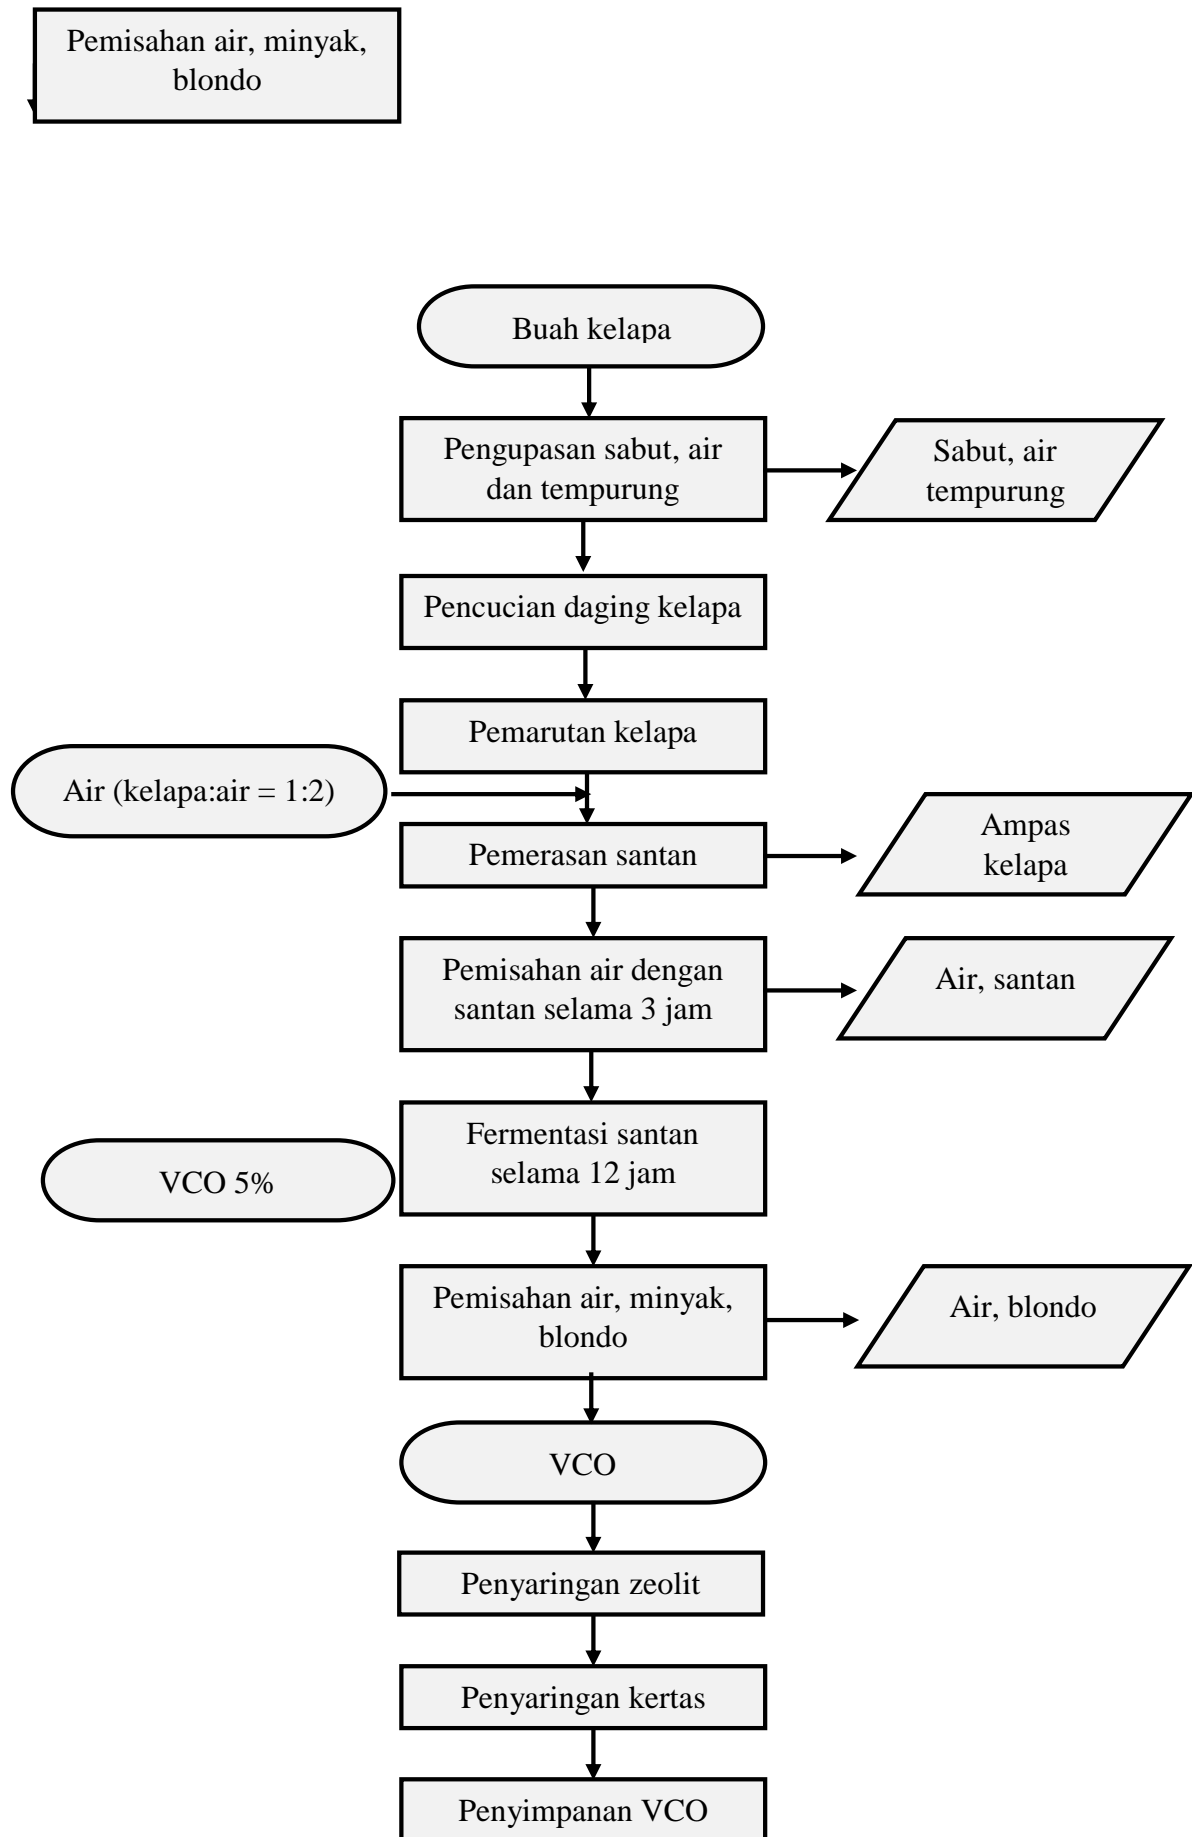 Pemisahan air, minyak,
blondo
Buah kelapa
Pengupasan sabut, air
dan tempurung
Sabut, air
tempurung
Pencucian daging kelapa
Pemarutan kelapa
Air (kelapa:air = 1:2)
Pemerasan santan
Ampas
kelapa
Pemisahan air dengan
santan selama 3 jam
Air, santan
Fermentasi santan
selama 12 jam
VCO 5%
Pemisahan air, minyak,
blondo
Air, blondo
VCO
Penyaringan zeolit
Penyaringan kertas
Penyimpanan VCO